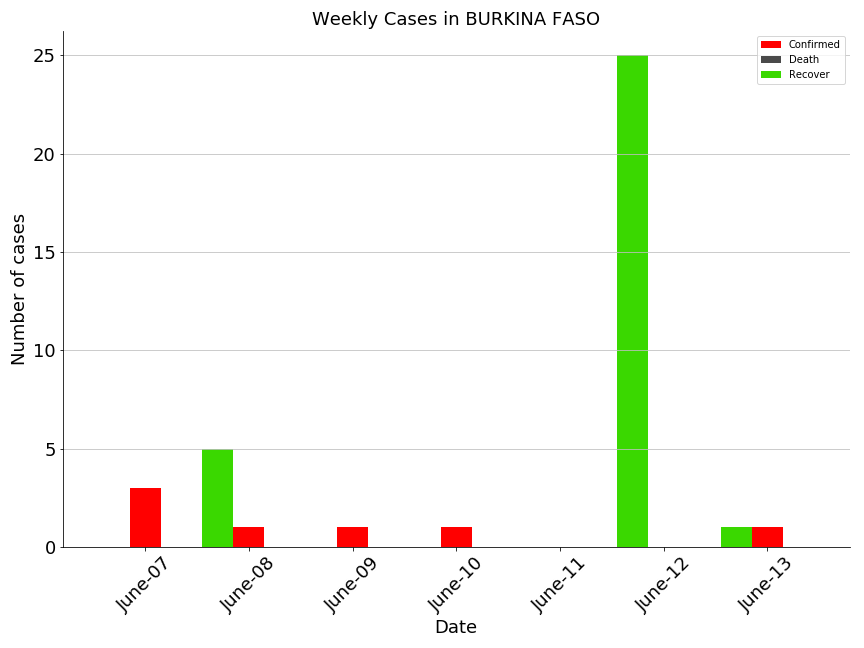 Weekly Cases in BURKINA FASO
Confirmed
Death
Recover
Number of cases
25
20
15
10
5
0
June-07
June-08
June-09
June-10
June-11
June-12
June-13
Date